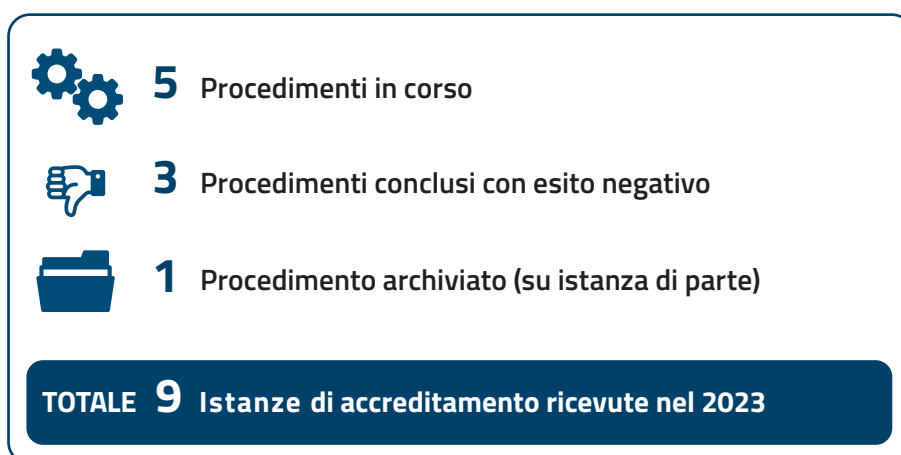 5 Procedimenti in corso
3 Procedimenti conclusi con esito negativo
1 Procedimento archiviato (su istanza di parte)
TOTALE 9 Istanze di accreditamento ricevute nel 2023